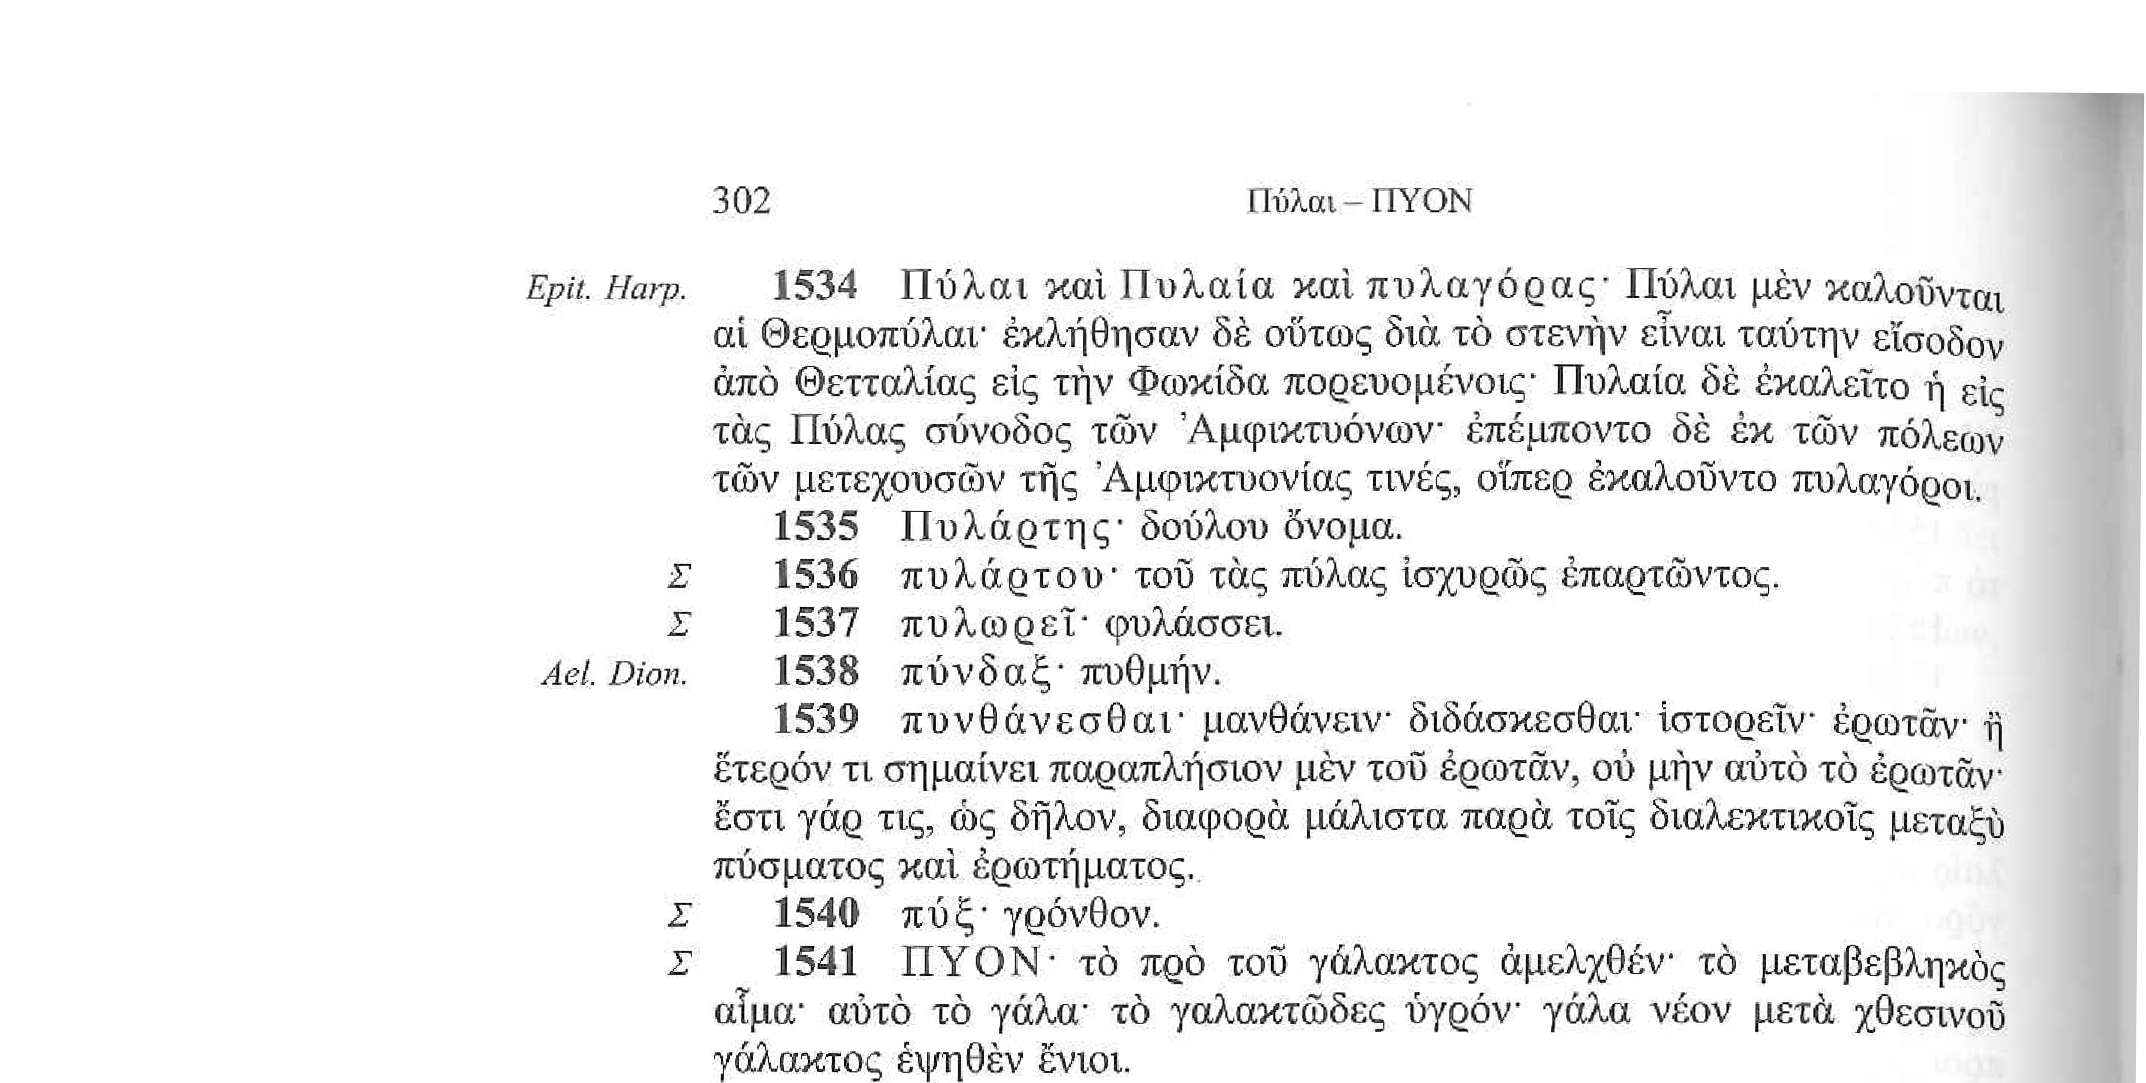 302 Πύλαι – ΠΥΟΝ
Epit. Harp. 1534 Πύλαι καὶ Πυλαία καὶ πυλαγόρας· Πύλαι μὲν καλοῦνται
αἱ Θερμοπύλαι· ἐκλήθησαν δὲ οὕτως διὰ τὸ στενὴν εἶναι ταύτην εἴσοδον
ἀπὸ Θετταλίας εἰς τὴν Φωκίδα πορευομένοις· Πυλαία δὲ ἐκαλεῖτο ἡ εἰς
τὰς Πύλας σύνοδος τῶν Ἀμφικτυόνων· ἐπέμποντο δὲ ἐκ τῶν πόλεων
τῶν μετεχουσῶν τῆς Ἀμφικτυονίας τινές, οἵπερ ἐκαλοῦντο πυλαγόροι.
1535 Πυλάρτης· δούλου ὄνομα.
Σ 1536 πυλάρτου· τοῦ τὰς πύλας ἰσχυρῶς ἐπαρτῶντος.
Σ 1537 πυλωρεῖ· φυλάσσει.
Ael. Dion. 1538 πύνδαξ· πυθμήν.
1539 πυνθάνεσθαι· μανθάνειν· διδάσκεσθαι· ἱστορεῖν· ἐρωτᾶν· ἢ
ἕτερόν τι σημαίνει παραπλήσιον μὲν τοῦ ἐρωτᾶν, οὐ μὴν αὐτὸ τὸ ἐρωτᾶν·
ἔστι γάρ τις, ὡς δῆλον, διαφορὰ μάλιστα παρὰ τοῖς διαλεκτικοῖς μεταξὺ
πύσματος καὶ ἐρωτήματος.
Σ 1540 πύξ· γρόνθον.
Σ 1541 ΠΥΟΝ· τὸ πρὸ τοῦ γάλακτος ἀμελχθέν· τὸ μεταβεβληκὸς
αἷμα· αὐτὸ τὸ γάλα· τὸ γαλακτῶδες ὑγρόν· γάλα νέον μετὰ χθεσινοῦ
γάλακτος ἑψηθὲν ἔνιοι.